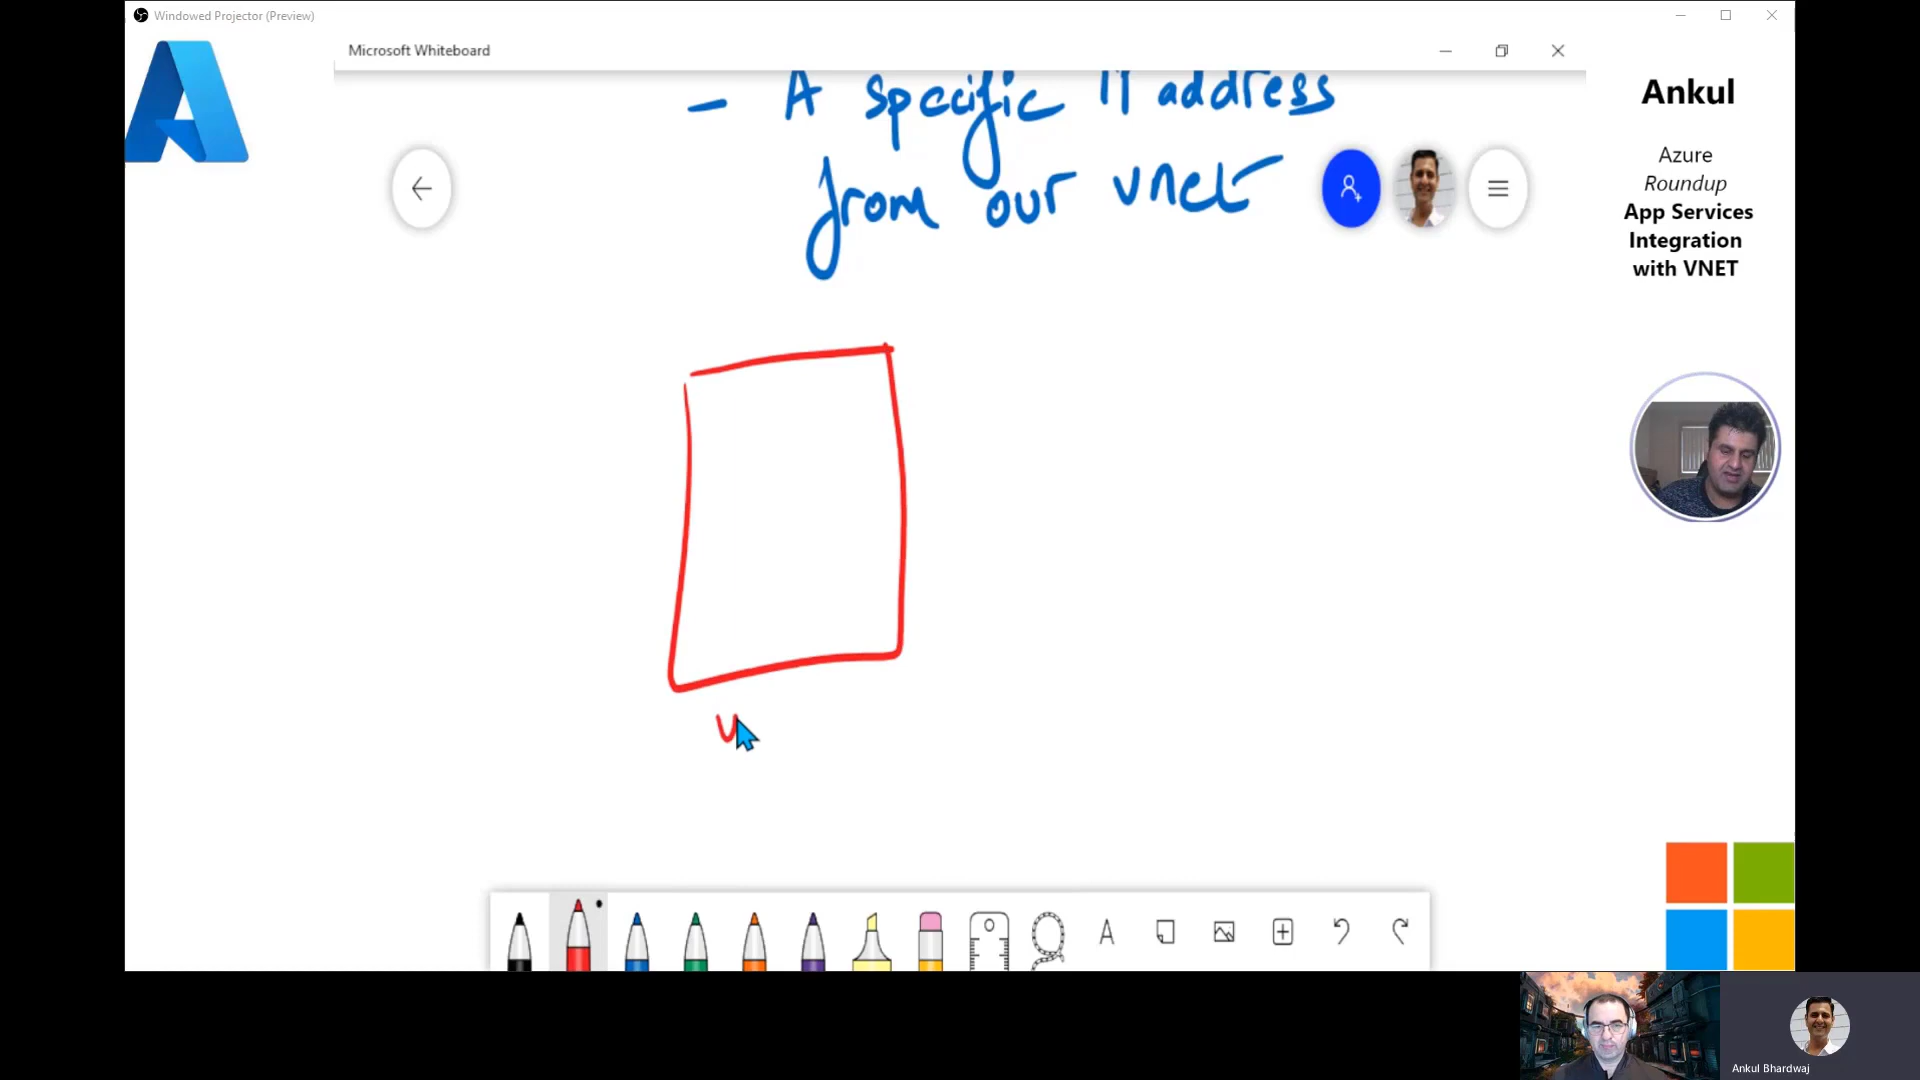 Windowed Projector (Preview)
Microsoft Whiteboard
- A specific IP address
from our vnet
Ankul
Azure
Roundup
App Services
Integration
with VNET
Ankul Bhardwaj